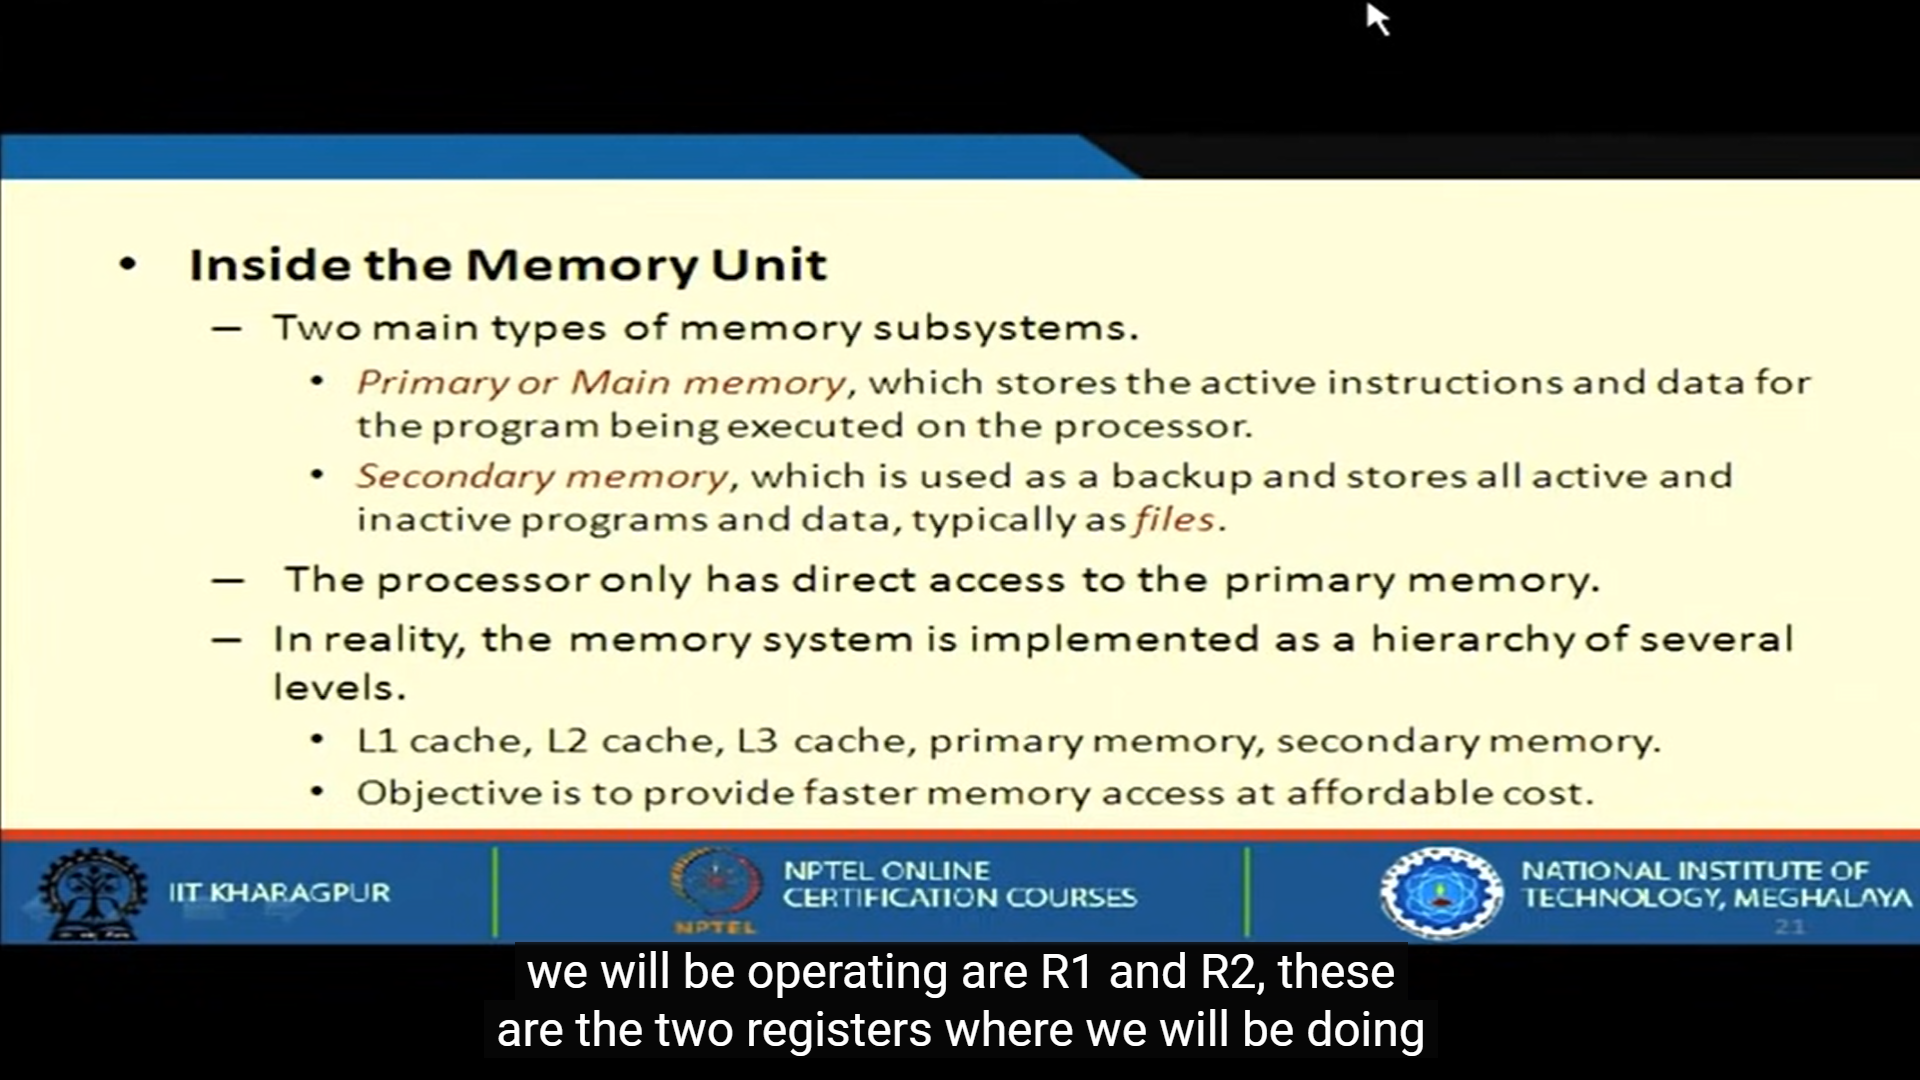 • Inside the Memory Unit
– Two main types of memory subsystems.
• Primary or Main memory, which stores the active instructions and data for
the program being executed on the processor.
• Secondary memory, which is used as a backup and stores all active and
inactive programs and data, typically as files.
– The processor only has direct access to the primary memory.
– In reality, the memory system is implemented as a hierarchy of several
levels.
• L1 cache, L2 cache, L3 cache, primary memory, secondary memory.
• Objective is to provide faster memory access at affordable cost.
IIT KHARAGPUR
NPTEL
NPTEL ONLINE
CERTIFICATION COURSES
NATIONAL INSTITUTE OF
TECHNOLOGY, MEGHALAYA
21
we will be operating are R1 and R2, these
are the two registers where we will be doing